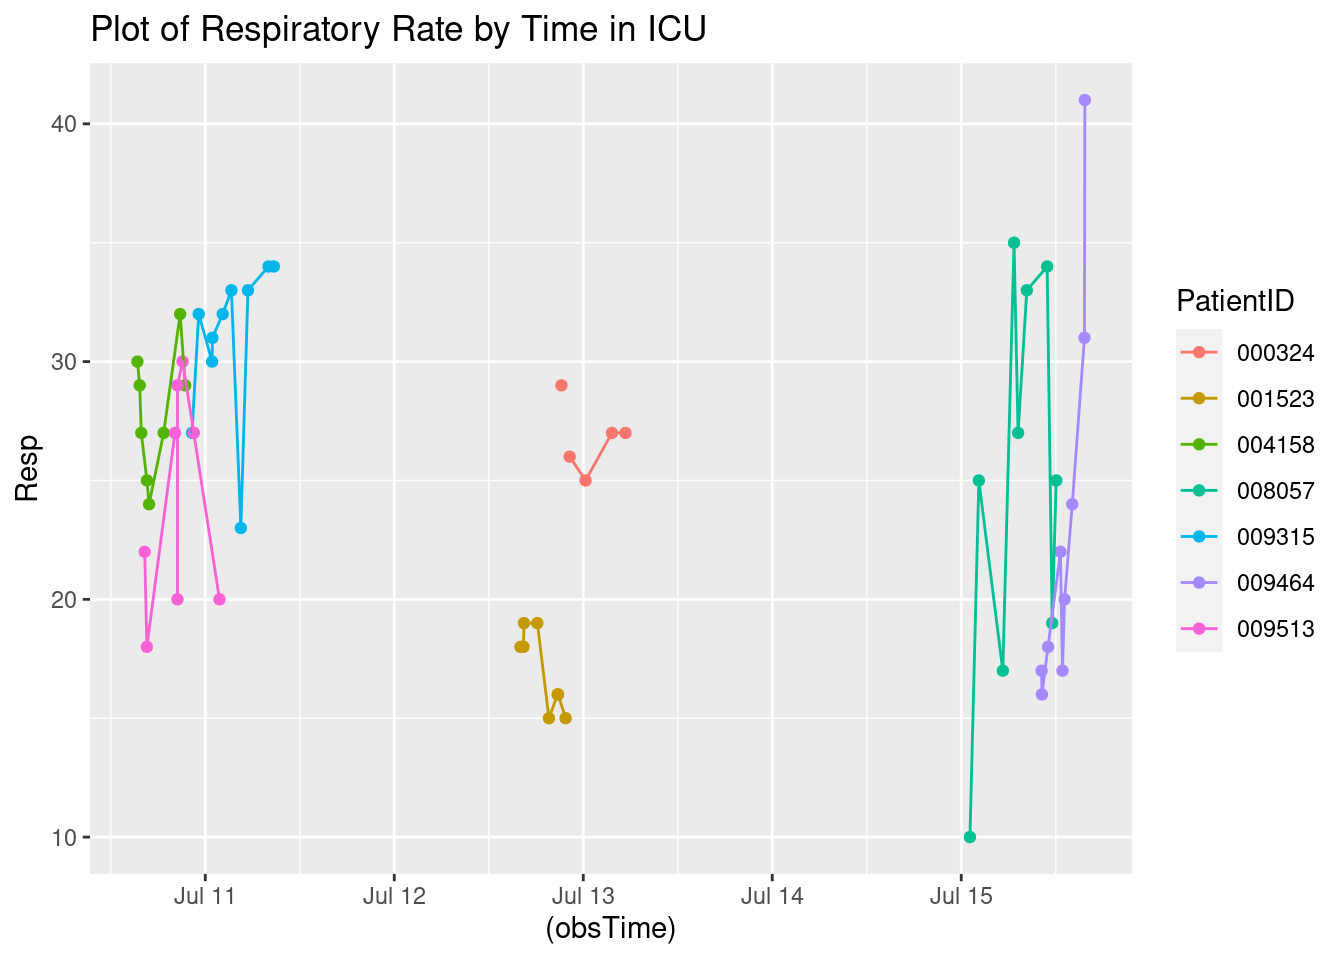 Plot of Respiratory Rate by Time in ICU
Resp
40
30
20
10
Jul 11 Jul 12 Jul 13 Jul 14 Jul 15
(obsTime)
PatientID
000324
001523
004158
008057
009315
009464
009513